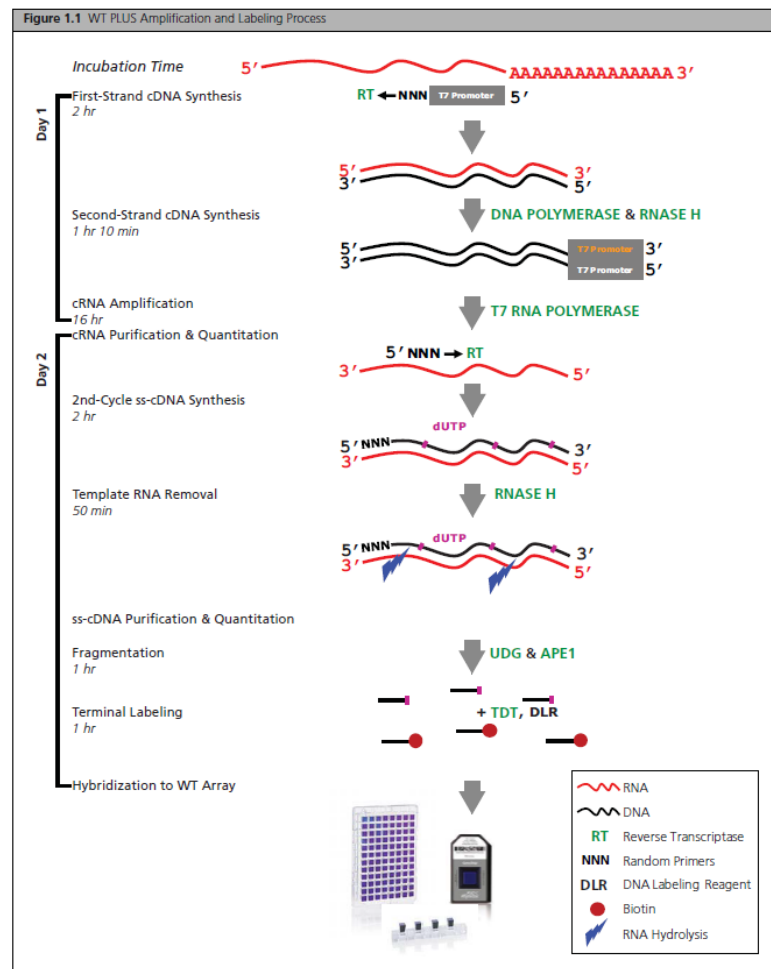 Figure 1.1 WT PLUS Amplification and Labeling Process
Incubation Time
5′ AAAAAAAAAAAAAAA 3′
Day 1
First-Strand cDNA Synthesis
2 hr
RT NNN T7 Promoter 5′
5′ 3′
3′ 5′
Second-Strand cDNA Synthesis
1 hr 10 min
DNA POLYMERASE & RNASE H
5′ T7 Promoter 3′
3′ T7 Promoter 5′
cRNA Amplification
16 hr
T7 RNA POLYMERASE
Day 2
cRNA Purification & Quantitation
5′ NNN RT
3′ 5′
2nd-Cycle ss-cDNA Synthesis
2 hr
dUTP
5′ NNN 3′
3′ 5′
Template RNA Removal
50 min
RNASE H
dUTP
5′ NNN 3′
3′ 5′
ss-cDNA Purification & Quantitation
Fragmentation
1 hr
UDG & APE1
Terminal Labeling
1 hr
+ TDT, DLR
Hybridization to WT Array
RNA
DNA
RT Reverse Transcriptase
NNN Random Primers
DLR DNA Labeling Reagent
Biotin
RNA Hydrolysis